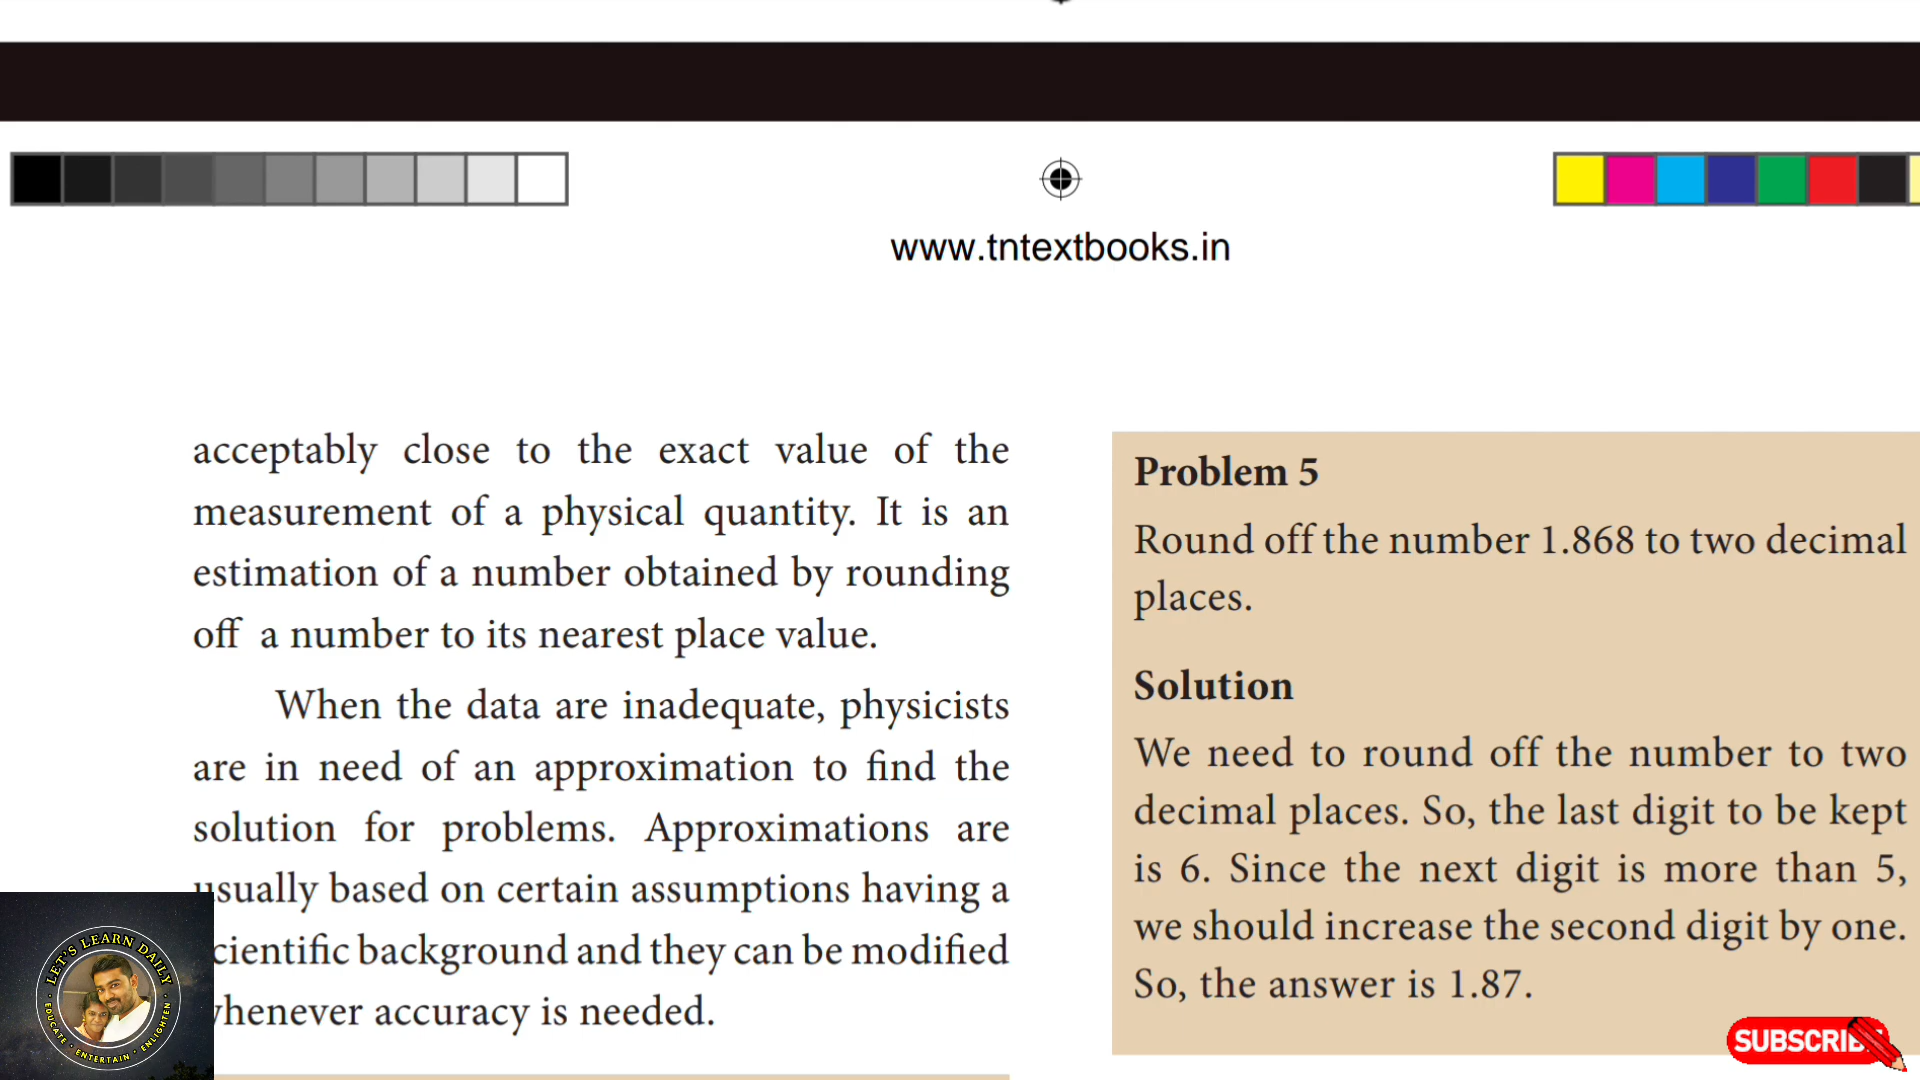 www.tntextbooks.in
acceptably close to the exact value of the
measurement of a physical quantity. It is an
estimation of a number obtained by rounding
off a number to its nearest place value.
When the data are inadequate, physicists
are in need of an approximation to find the
solution for problems. Approximations are
usually based on certain assumptions having a
cientific background and they can be modified
henever accuracy is needed.
Problem 5
Round off the number 1.868 to two decimal
places.
Solution
We need to round off the number to two
decimal places. So, the last digit to be kept
is 6. Since the next digit is more than 5,
we should increase the second digit by one.
So, the answer is 1.87.
LET'S LEARN DAILY
EDUCATE · ENTERTAIN · ENLIGHTEN
SUBSCRIBE